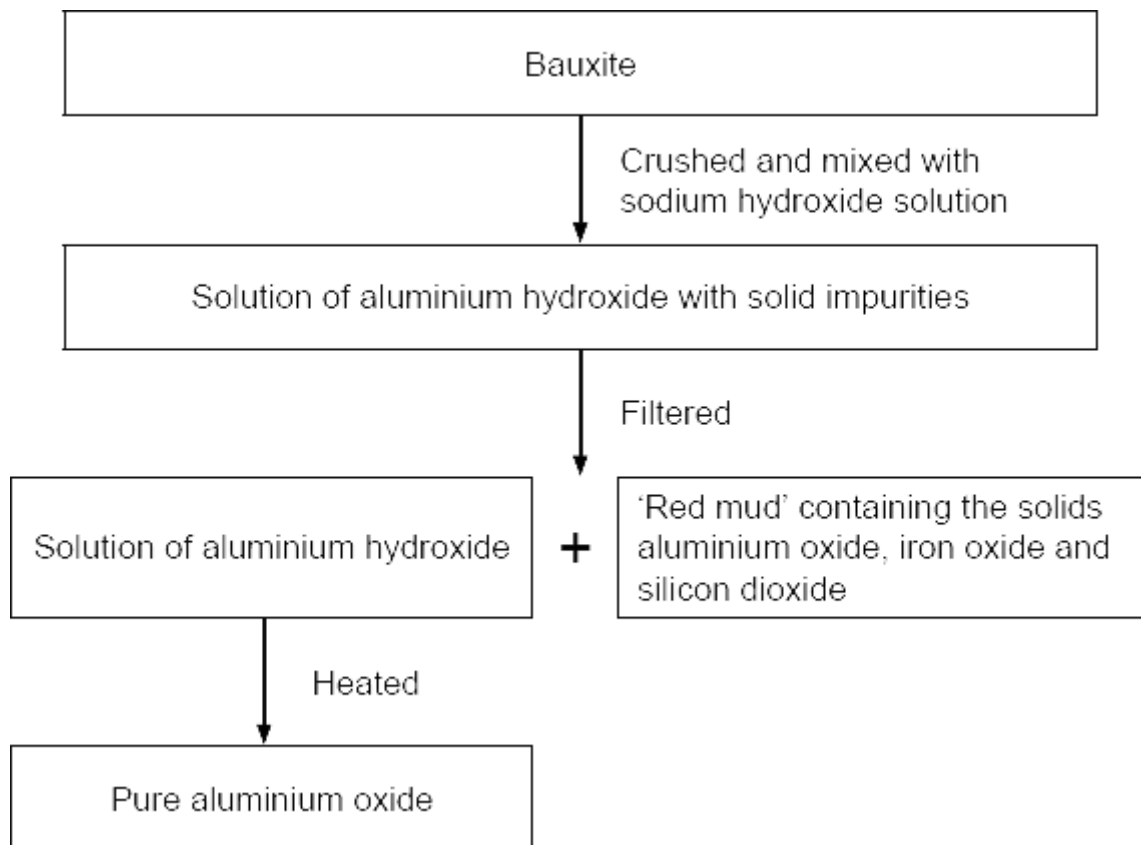 Bauxite
Crushed and mixed with
sodium hydroxide solution
Solution of aluminium hydroxide with solid impurities
Filtered
Solution of aluminium hydroxide
+
‘Red mud’ containing the solids
aluminium oxide, iron oxide and
silicon dioxide
Heated
Pure aluminium oxide